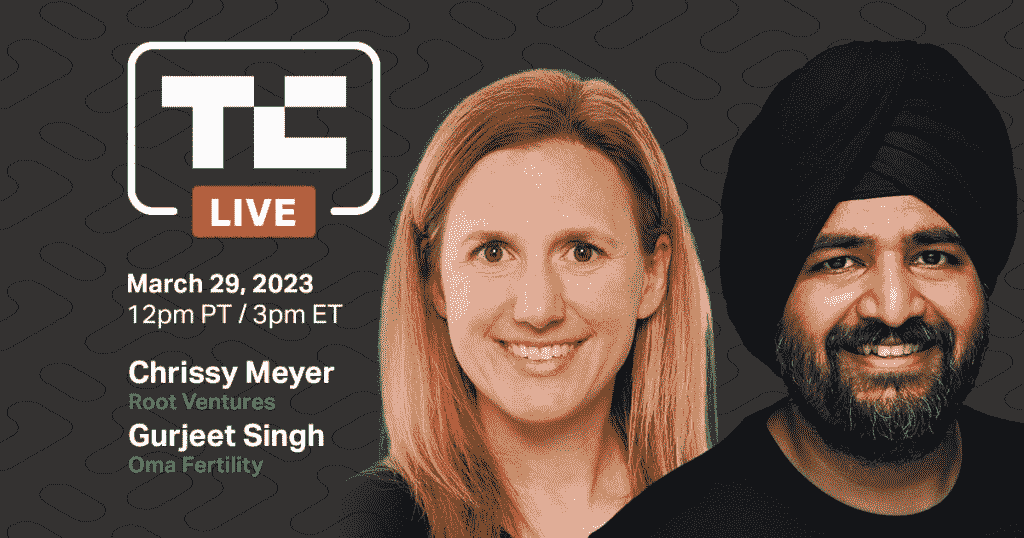 TC
LIVE
March 29, 2023
12pm PT / 3pm ET
Chrissy Meyer
Root Ventures
Gurjeet Singh
Oma Fertility